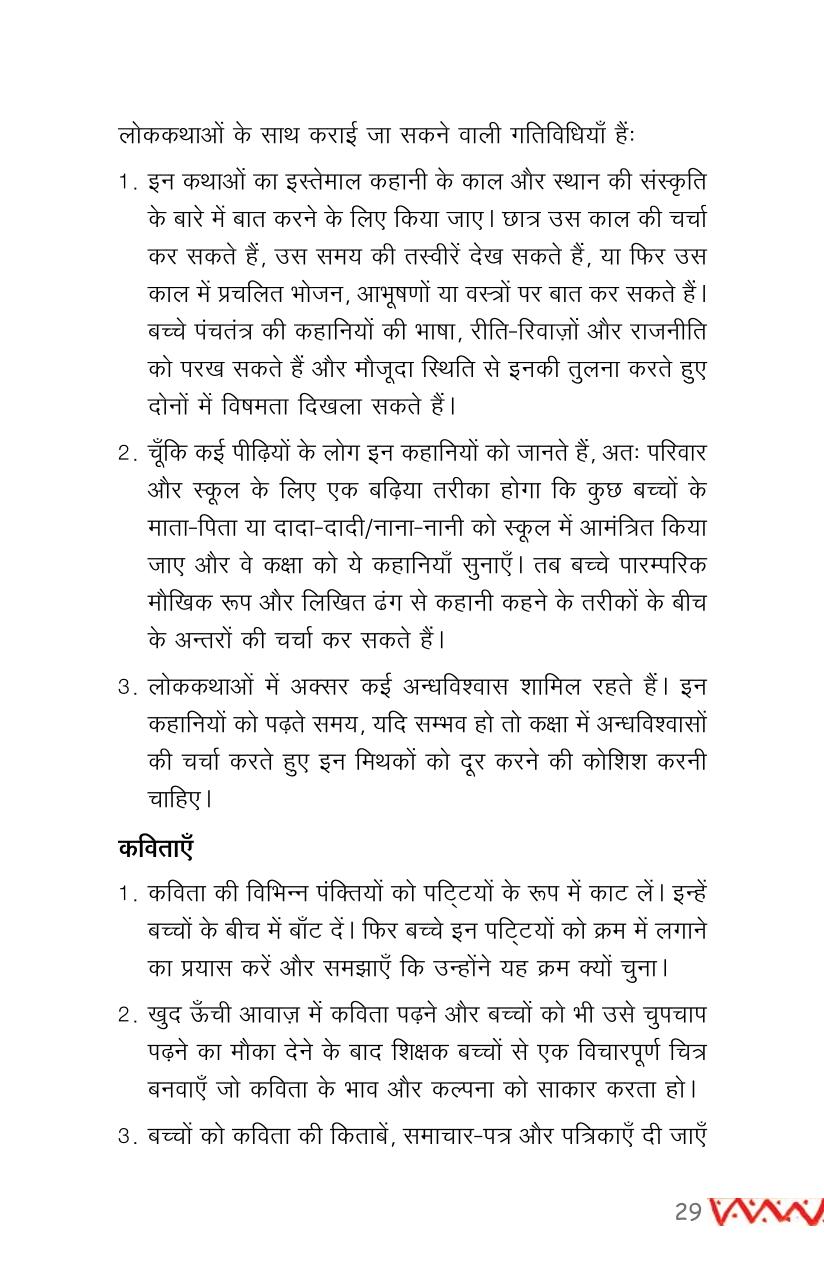 लोककथाओं के साथ कराई जा सकने वाली गतिविधियाँ हैं:
1. इन कथाओं का इस्तेमाल कहानी के काल और स्थान की संस्कृति
के बारे में बात करने के लिए किया जाए। छात्र उस काल की चर्चा
कर सकते हैं, उस समय की तस्वीरें देख सकते हैं, या फिर उस
काल में प्रचलित भोजन, आभूषणों या वस्त्रों पर बात कर सकते हैं।
बच्चे पंचतंत्र की कहानियों की भाषा, रीति-रिवाज़ों और राजनीति
को परख सकते हैं और मौजूदा स्थिति से इनकी तुलना करते हुए
दोनों में विषमता दिखला सकते हैं।
2. चूँकि कई पीढ़ियों के लोग इन कहानियों को जानते हैं, अतः परिवार
और स्कूल के लिए एक बढ़िया तरीका होगा कि कुछ बच्चों के
माता-पिता या दादा-दादी/नाना-नानी को स्कूल में आमंत्रित किया
जाए और वे कक्षा को ये कहानियाँ सुनाएँ। तब बच्चे पारम्परिक
मौखिक रूप और लिखित ढंग से कहानी कहने के तरीकों के बीच
के अन्तरों की चर्चा कर सकते हैं।
3. लोककथाओं में अक्सर कई अन्धविश्वास शामिल रहते हैं। इन
कहानियों को पढ़ते समय, यदि सम्भव हो तो कक्षा में अन्धविश्वासों
की चर्चा करते हुए इन मिथकों को दूर करने की कोशिश करनी
चाहिए।
कविताएँ
1. कविता की विभिन्न पंक्तियों को पट्टियों के रूप में काट लें। इन्हें
बच्चों के बीच में बाँट दें। फिर बच्चे इन पट्टियों को क्रम में लगाने
का प्रयास करें और समझाएँ कि उन्होंने यह क्रम क्यों चुना।
2. खुद ऊँची आवाज़ में कविता पढ़ने और बच्चों को भी उसे चुपचाप
पढ़ने का मौका देने के बाद शिक्षक बच्चों से एक विचारपूर्ण चित्र
बनवाएँ जो कविता के भाव और कल्पना को साकार करता हो।
3. बच्चों को कविता की किताबें, समाचार-पत्र और पत्रिकाएँ दी जाएँ
29